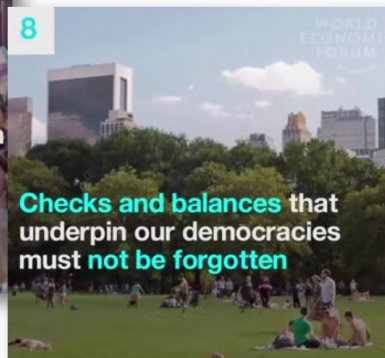 8
WORLD
ECONOMIC
FORUM
Checks and balances that
underpin our democracies
must not be forgotten